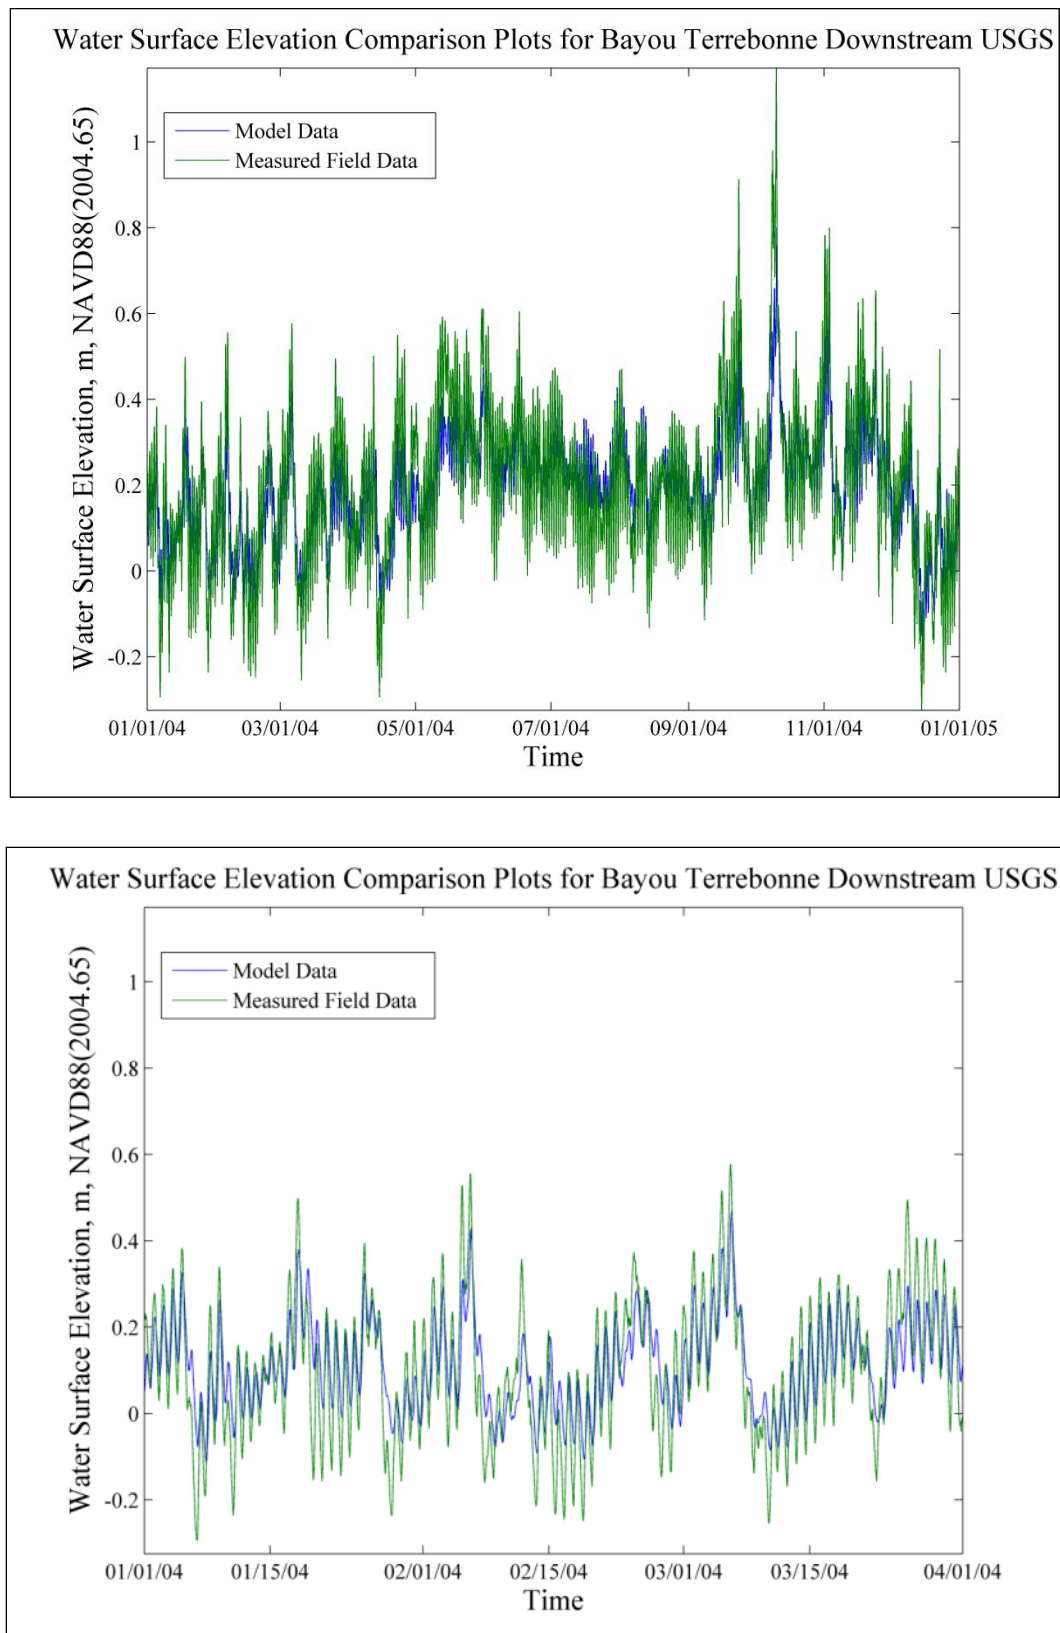 Water Surface Elevation Comparison Plots for Bayou Terrebonne Downstream USGS
Model Data
Measured Field Data
Water Surface Elevation, m, NAVD88(2004.65)
1
0.8
0.6
0.4
0.2
0
-0.2
01/01/04 03/01/04 05/01/04 07/01/04 09/01/04 11/01/04 01/01/05
Time
Water Surface Elevation Comparison Plots for Bayou Terrebonne Downstream USGS
Model Data
Measured Field Data
Water Surface Elevation, m, NAVD88(2004.65)
1
0.8
0.6
0.4
0.2
0
-0.2
01/01/04 01/15/04 02/01/04 02/15/04 03/01/04 03/15/04 04/01/04
Time